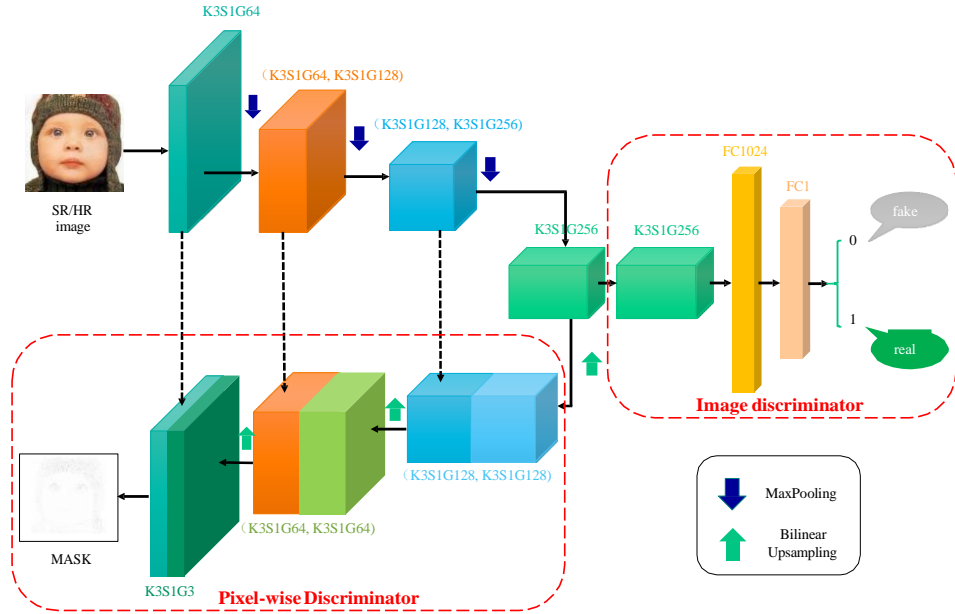 K3S1G64
（K3S1G64, K3S1G128)
（K3S1G128, K3S1G256)
SR/HR
image
K3S1G256
K3S1G256
FC1024
FC1
fake
0
1
real
Image discriminator
（K3S1G128, K3S1G128)
（K3S1G64, K3S1G64)
MASK
K3S1G3
Pixel-wise Discriminator
MaxPooling
Bilinear
Upsampling